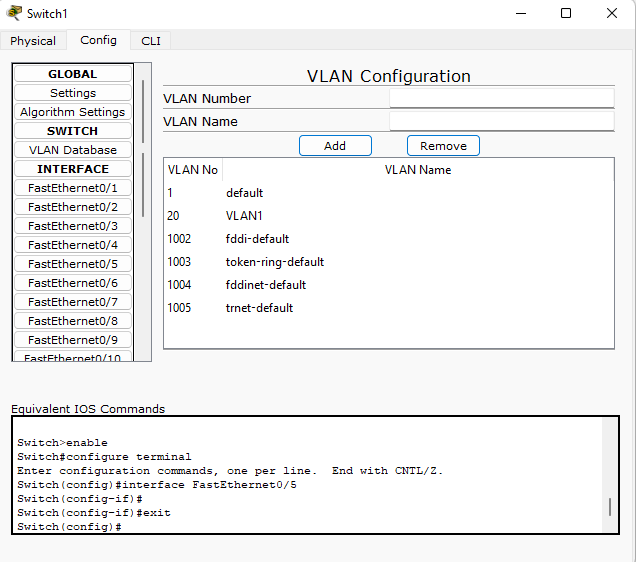 Switch1
Physical Config CLI
GLOBAL
Settings
Algorithm Settings
SWITCH
VLAN Database
INTERFACE
FastEthernet0/1
FastEthernet0/2
FastEthernet0/3
FastEthernet0/4
FastEthernet0/5
FastEthernet0/6
FastEthernet0/7
FastEthernet0/8
FastEthernet0/9
FastEthernet0/10
VLAN Configuration
VLAN Number
VLAN Name
Add Remove
VLAN No VLAN Name
1 default
20 VLAN1
1002 fddi-default
1003 token-ring-default
1004 fddinet-default
1005 trnet-default
Equivalent IOS Commands
Switch>enable
Switch#configure terminal
Enter configuration commands, one per line.  End with CNTL/Z.
Switch(config)#interface FastEthernet0/5
Switch(config-if)#
Switch(config-if)#exit
Switch(config)#